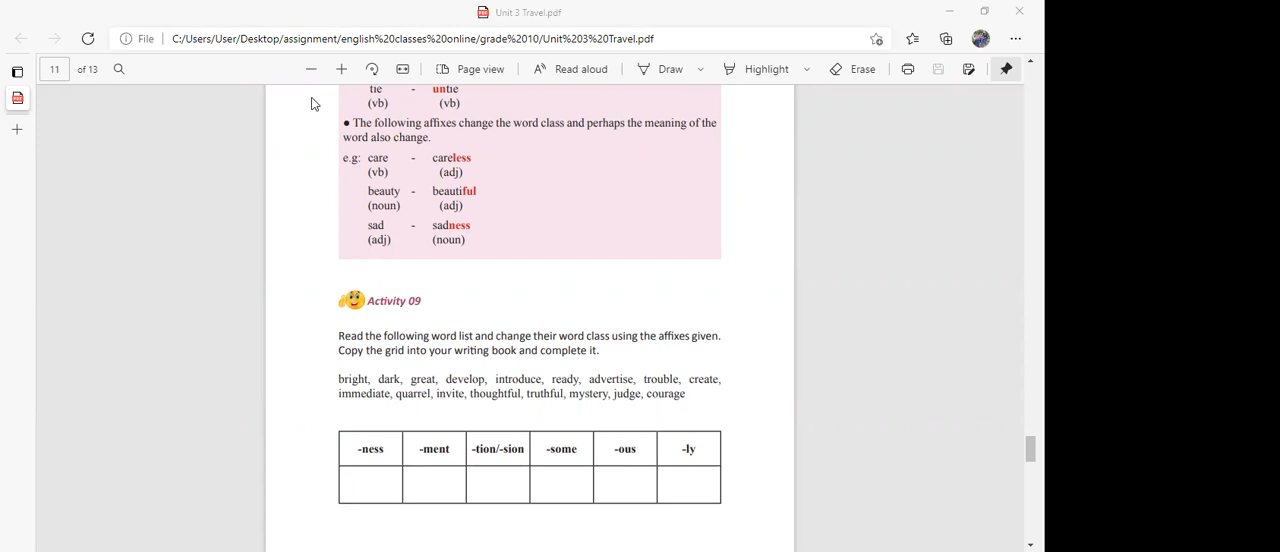 Unit 3 Travel.pdf
File C:/Users/User/Desktop/assignment/english%20classes%20online/grade%2010/Unit%203%20Travel.pdf
11 of 13 Page view Read aloud Draw Highlight Erase
tie - untie
(vb) (vb)
● The following affixes change the word class and perhaps the meaning of the
word also change.
e.g: care - careless
(vb) (adj)
beauty - beautiful
(noun) (adj)
sad - sadness
(adj) (noun)
Activity 09
Read the following word list and change their word class using the affixes given.
Copy the grid into your writing book and complete it.
bright, dark, great, develop, introduce, ready, advertise, trouble, create,
immediate, quarrel, invite, thoughtful, truthful, mystery, judge, courage
-ness -ment -tion/-sion -some -ous -ly